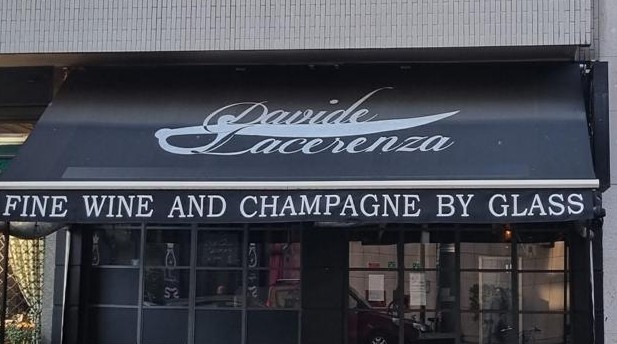 Davide
Lacerenza
FINE WINE AND CHAMPAGNE BY GLASS